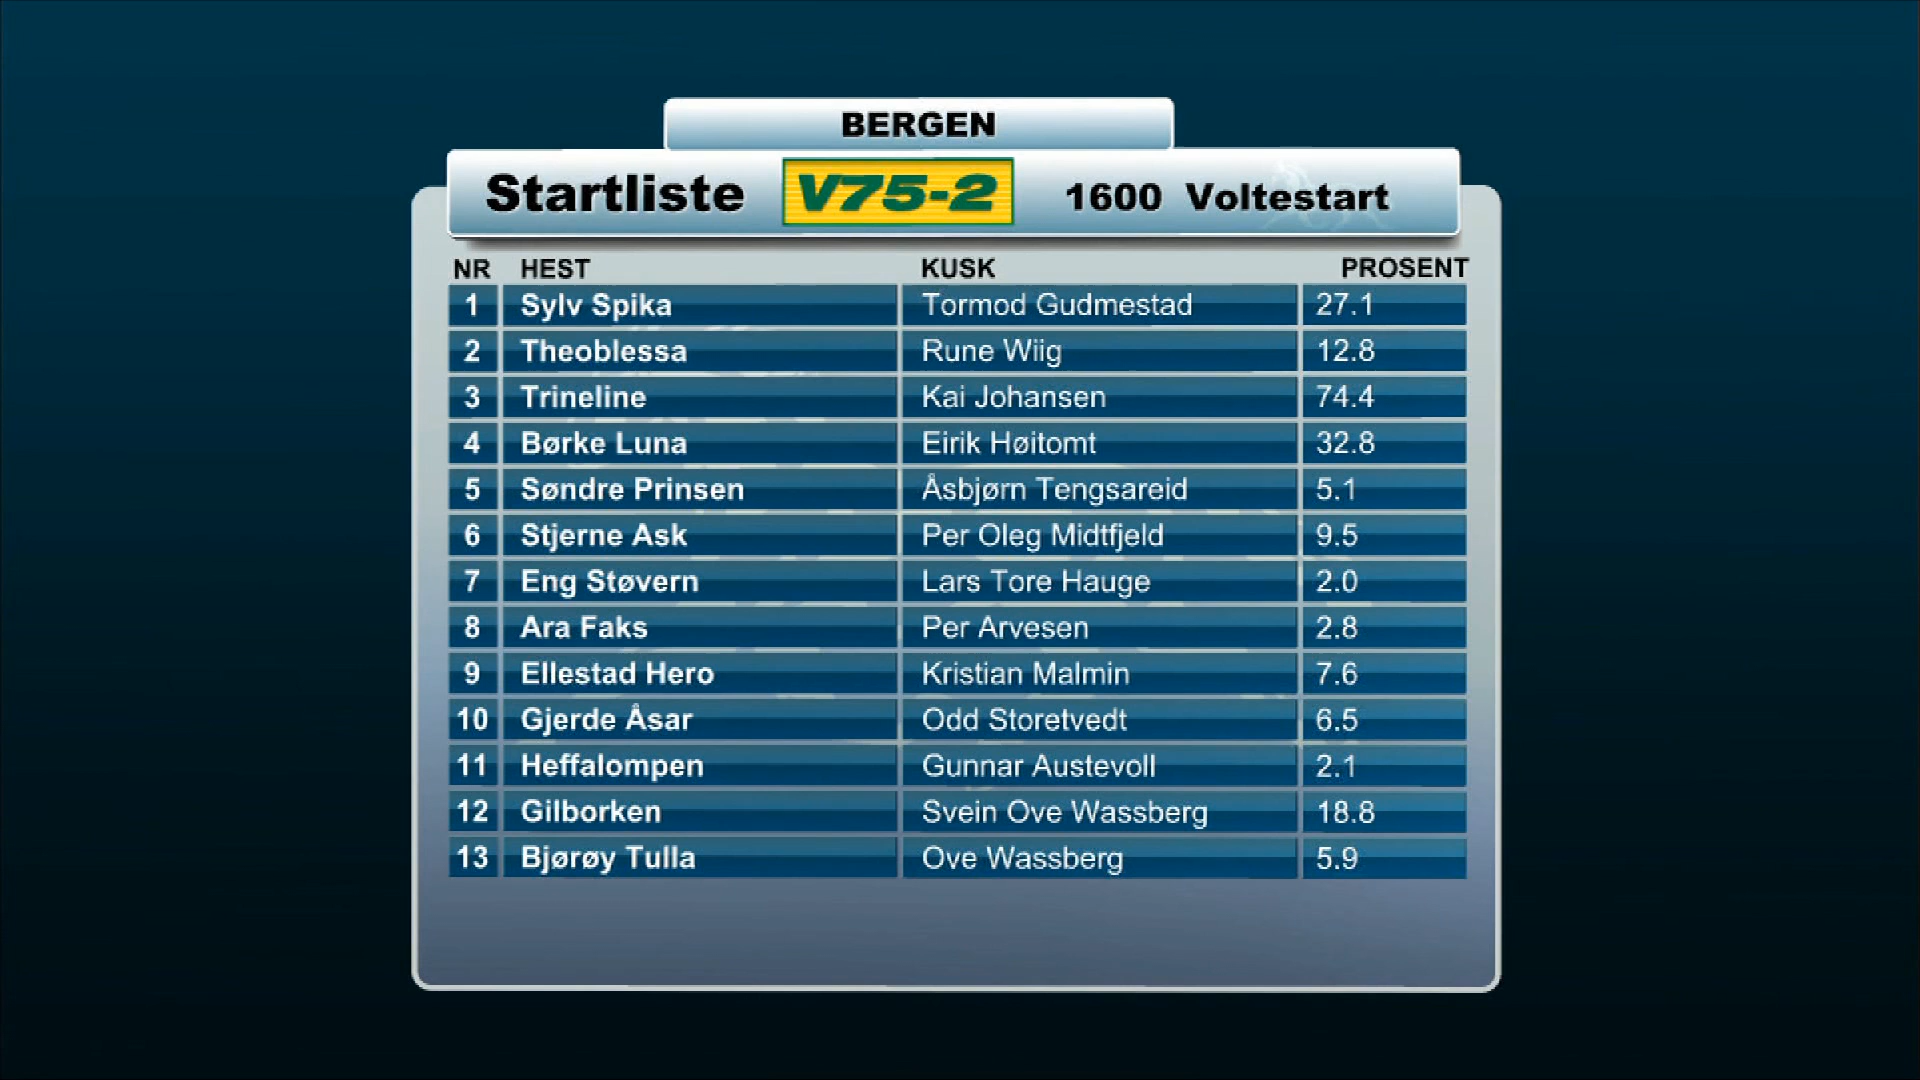 BERGEN
Startliste V75-2 1600 Voltestart
NR HEST KUSK PROSENT
1 Sylv Spika Tormod Gudmestad 27.1
2 Theoblessa Rune Wiig 12.8
3 Trineline Kai Johansen 74.4
4 Børke Luna Eirik Høitomt 32.8
5 Søndre Prinsen Åsbjørn Tengsareid 5.1
6 Stjerne Ask Per Oleg Midtfjeld 9.5
7 Eng Støvern Lars Tore Hauge 2.0
8 Ara Faks Per Arvesen 2.8
9 Ellestad Hero Kristian Malmin 7.6
10 Gjerde Åsar Odd Storetvedt 6.5
11 Heffalompen Gunnar Austevoll 2.1
12 Gilborken Svein Ove Wassberg 18.8
13 Bjørøy Tulla Ove Wassberg 5.9